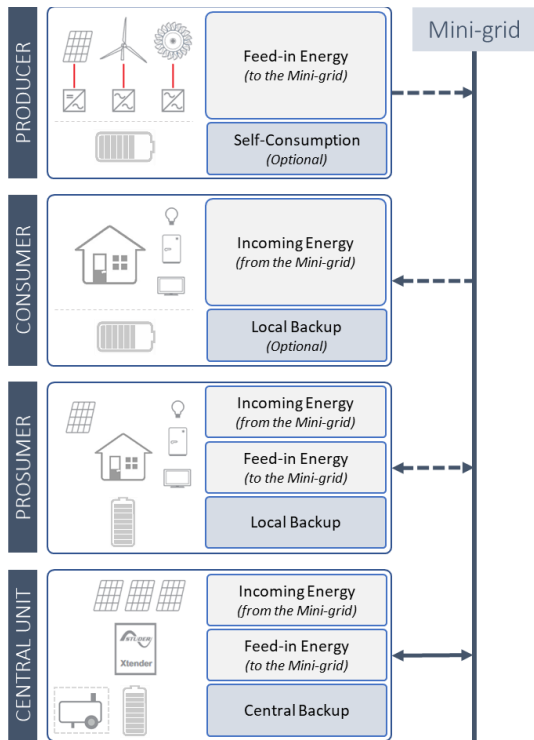 Mini-grid
PRODUCER
Feed-in Energy
(to the Mini-grid)
Self-Consumption
(Optional)
CONSUMER
Incoming Energy
(from the Mini-grid)
Local Backup
(Optional)
PROSUMER
Incoming Energy
(from the Mini-grid)
Feed-in Energy
(to the Mini-grid)
Local Backup
CENTRAL UNIT
STUDER
Xtender
Incoming Energy
(from the Mini-grid)
Feed-in Energy
(to the Mini-grid)
Central Backup